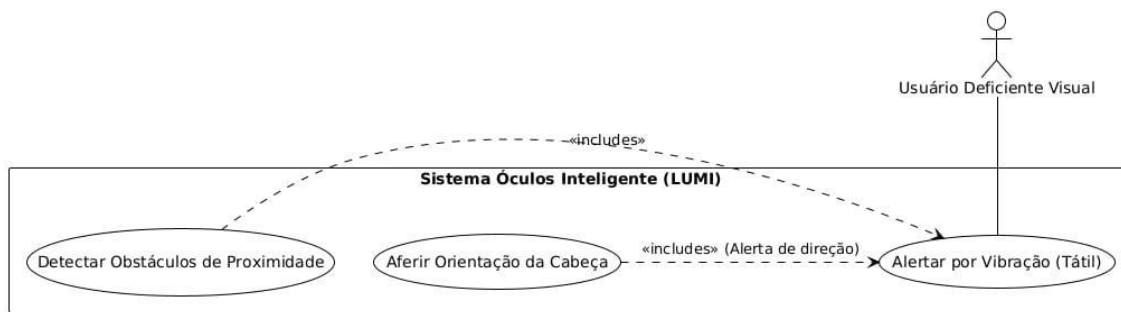 Usuário Deficiente Visual
«includes»
Sistema Óculos Inteligente (LUMI)
Detectar Obstáculos de Proximidade
Aferir Orientação da Cabeça
«includes» (Alerta de direção)
Alertar por Vibração (Tátil)